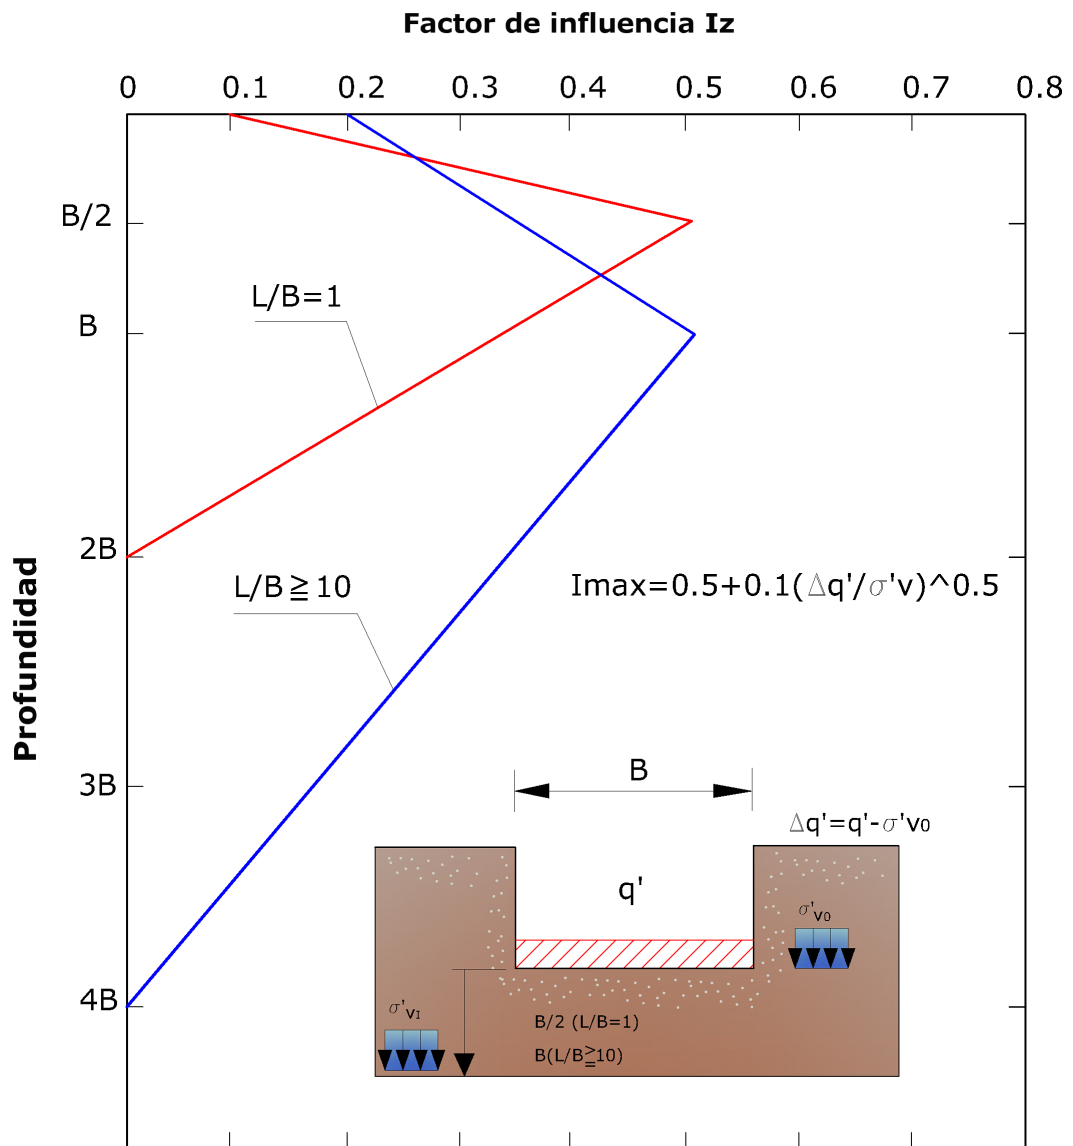 Factor de influencia Iz
0 0.1 0.2 0.3 0.4 0.5 0.6 0.7 0.8
B/2
L/B=1
B
2B
L/B≧10
Imax=0.5+0.1(Δq'/σ'v)^0.5
Profundidad
3B
B
Δq'=q'-σ'v0
q'
σ'v0
4B
σ'vI
B/2 (L/B=1)
B(L/B≧10)